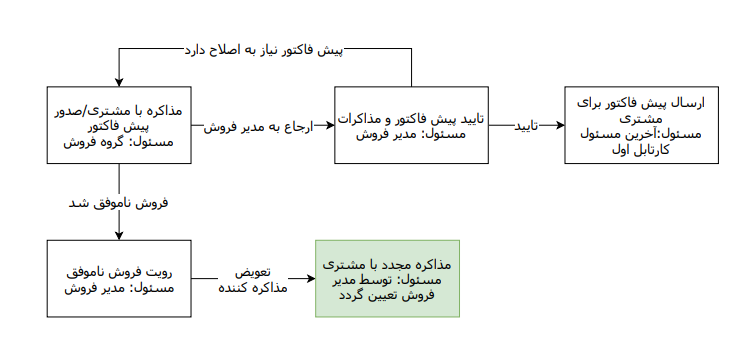 پیش فاکتور نیاز به اصلاح دارد
مذاکره با مشتری/صدور
پیش فاکتور
مسئول: گروه فروش
ارجاع به مدیر فروش
تایید پیش فاکتور و مذاکرات
مسئول: مدیر فروش
تایید
ارسال پیش فاکتور برای
مشتری
مسئول:آخرین مسئول
کارتابل اول
فروش ناموفق شد
رویت فروش ناموفق
مسئول: مدیر فروش
تعویض
مذاکره کننده
مذاکره مجدد با مشتری
مسئول: توسط مدیر
فروش تعیین گردد